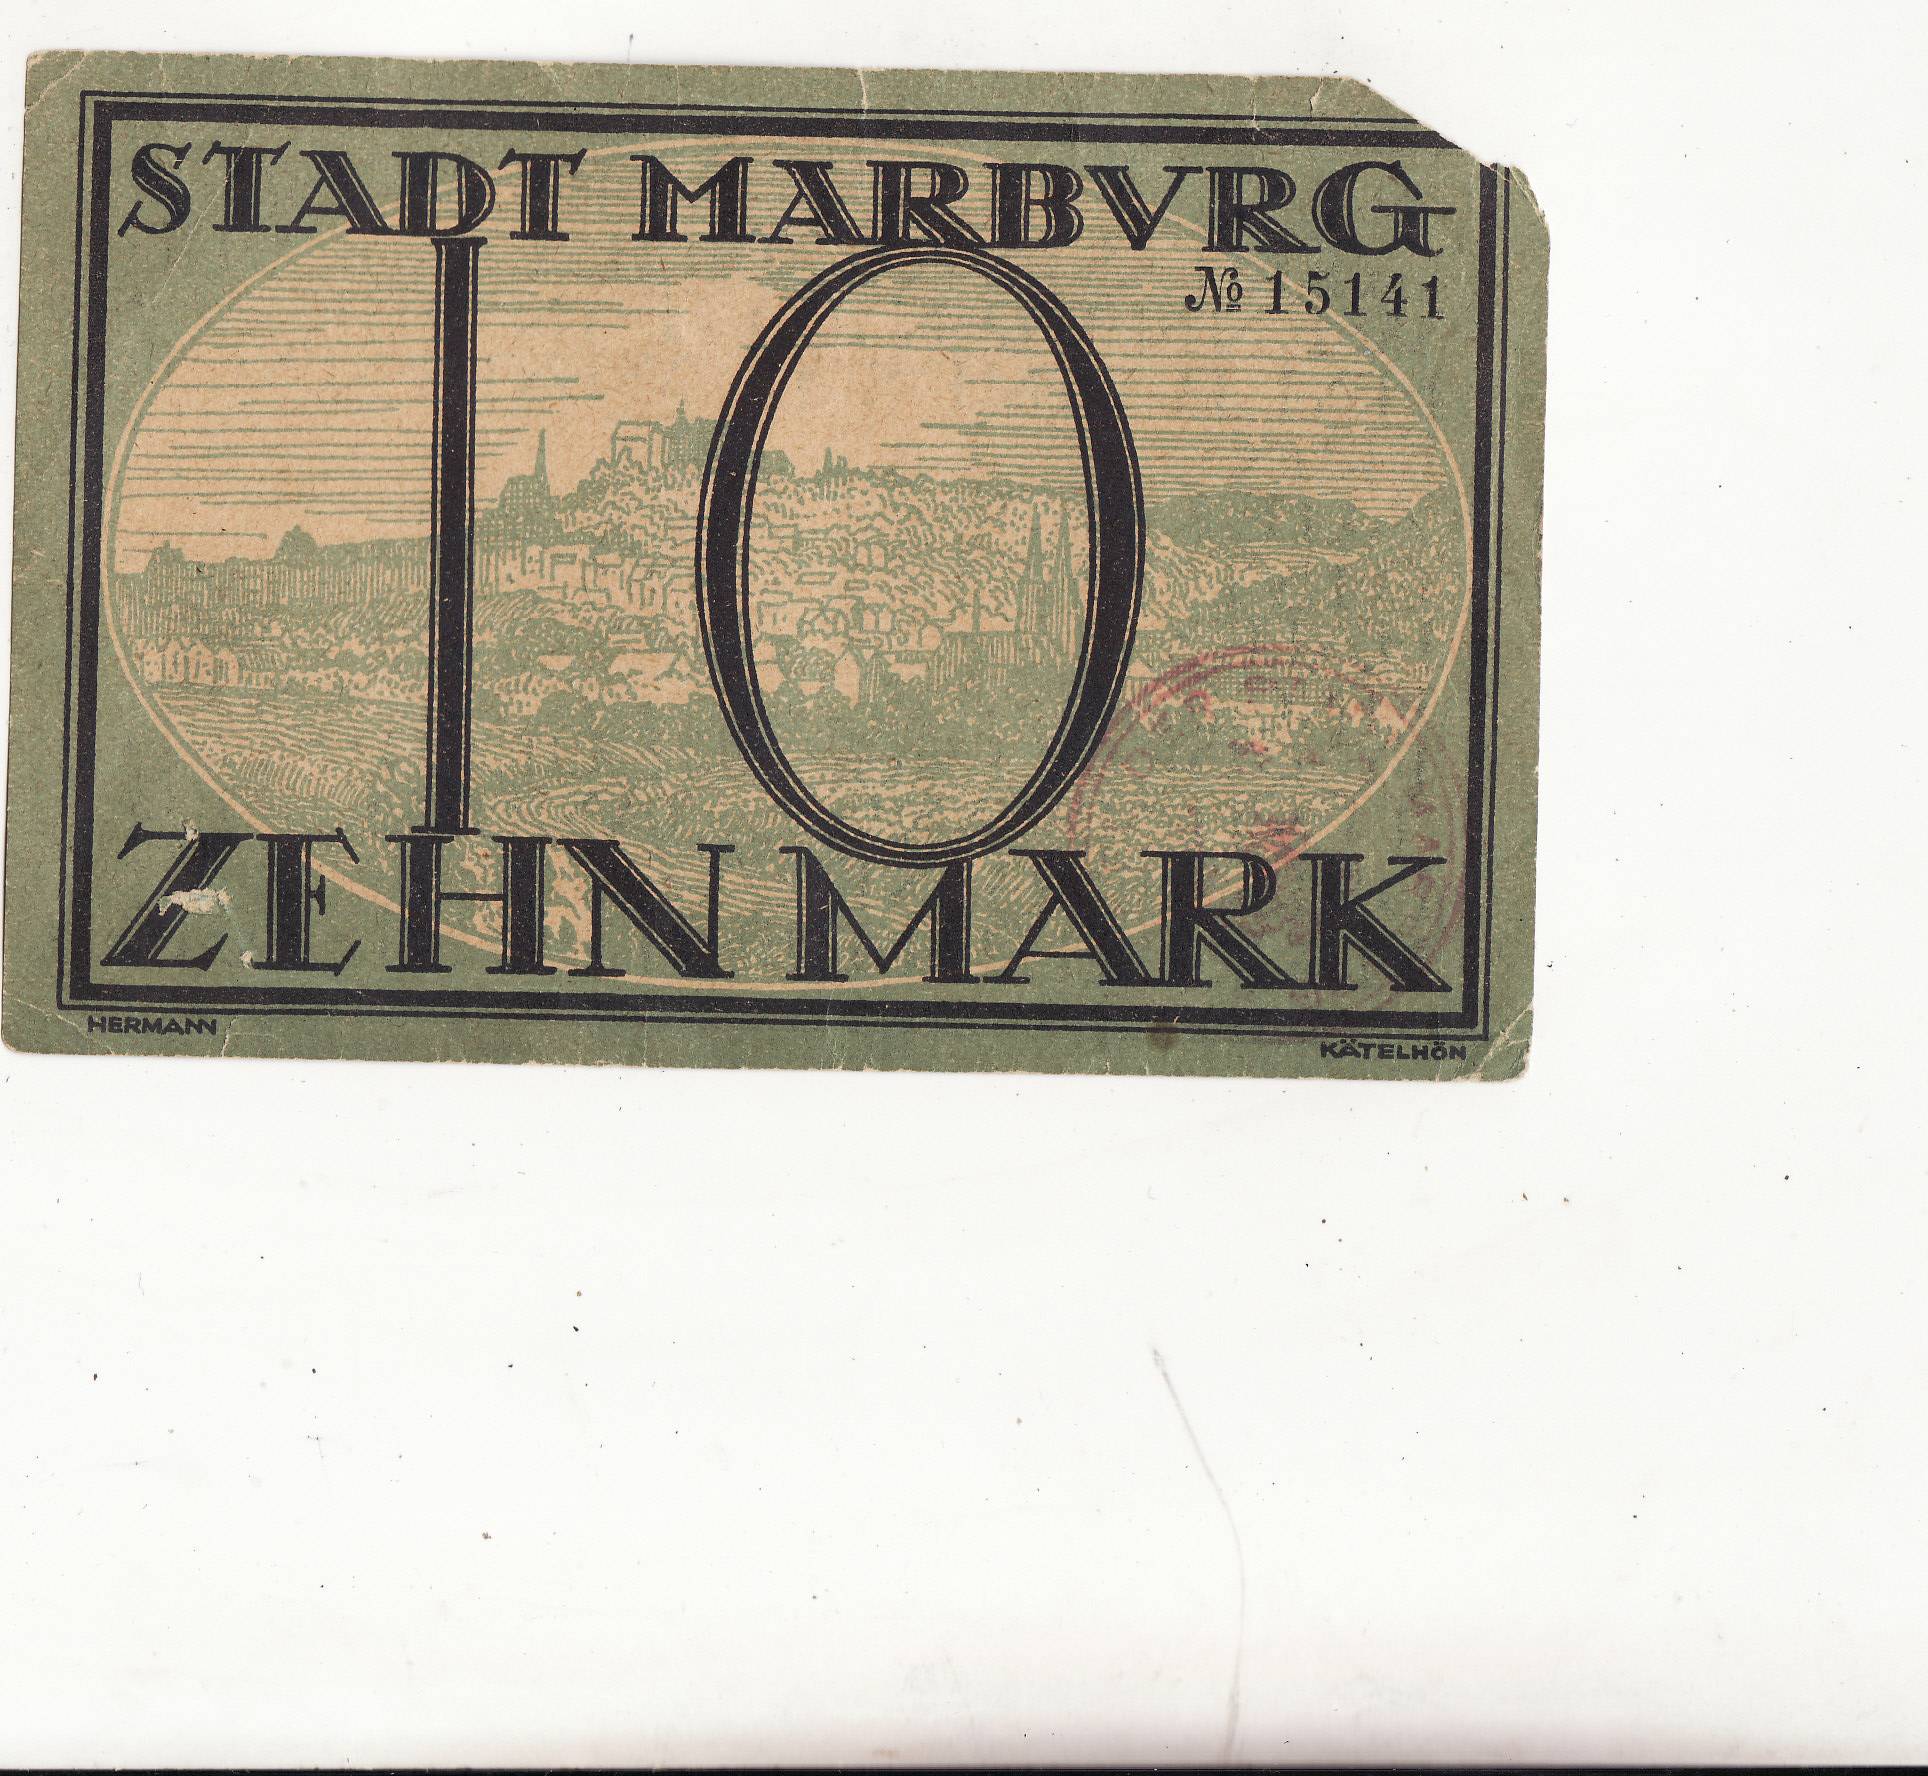 STADT MARBVRG
№ 15141
10
ZEHN MARK
HERMANN
KÄTELHÖN